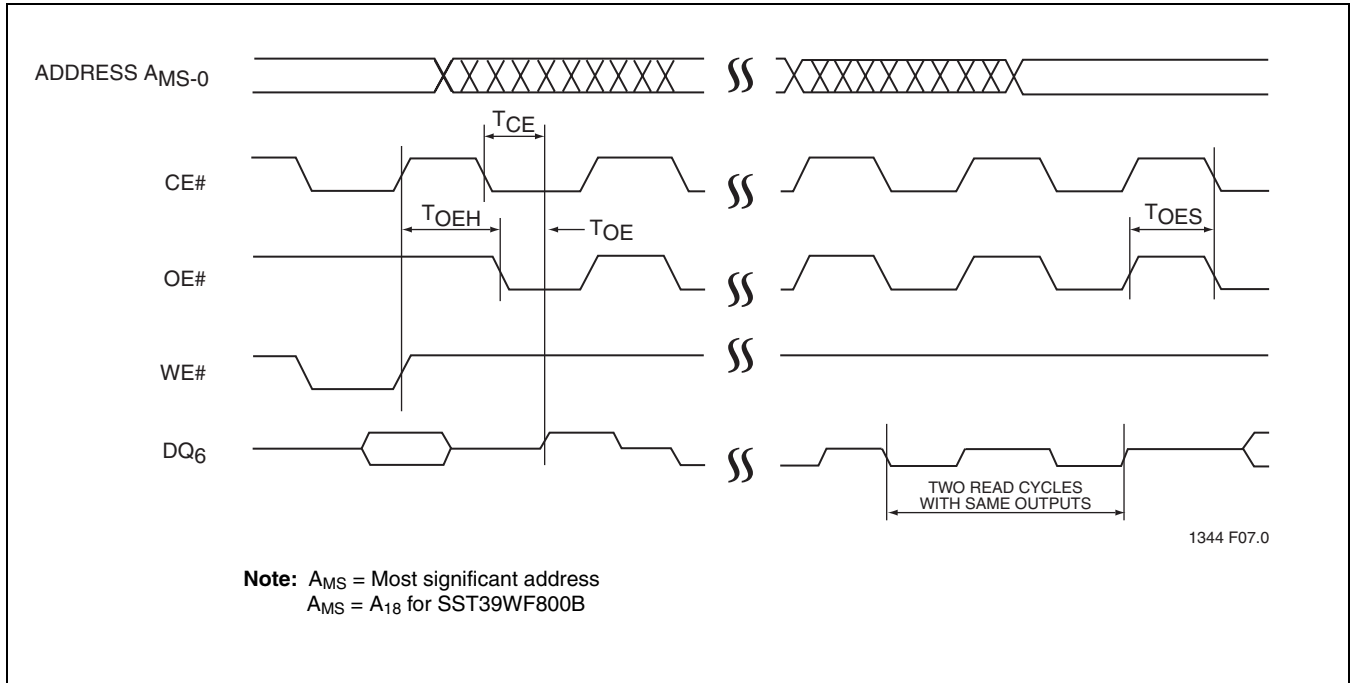 ADDRESS AMS-0
TCE
CE#
TOEH
TOE
TOES
OE#
WE#
DQ6
TWO READ CYCLES
WITH SAME OUTPUTS
1344 F07.0
Note: AMS = Most significant address
AMS = A18 for SST39WF800B